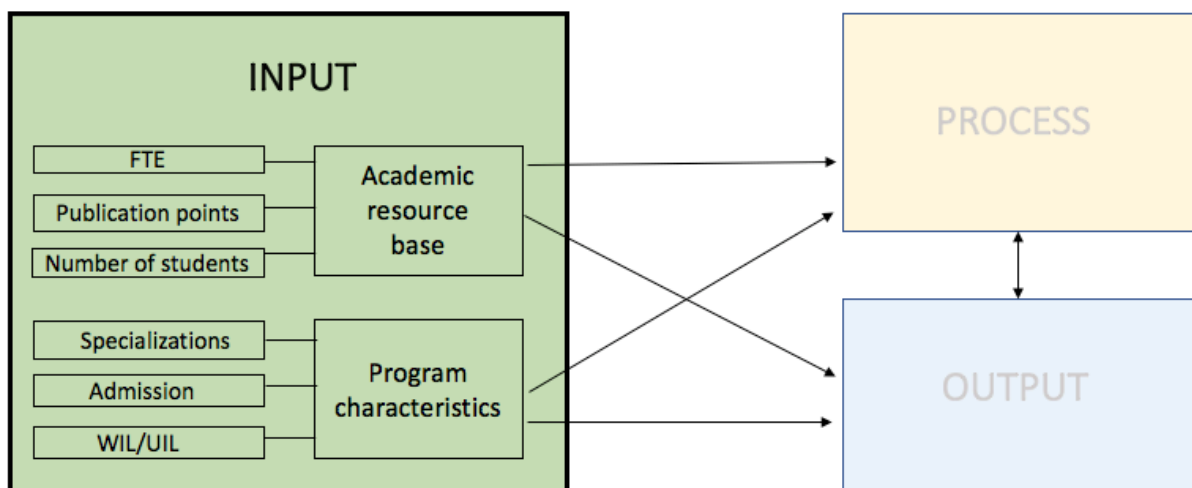 INPUT
FTE
Publication points
Number of students
Academic
resource
base
Specializations
Admission
WIL/UIL
Program
characteristics
PROCESS
OUTPUT